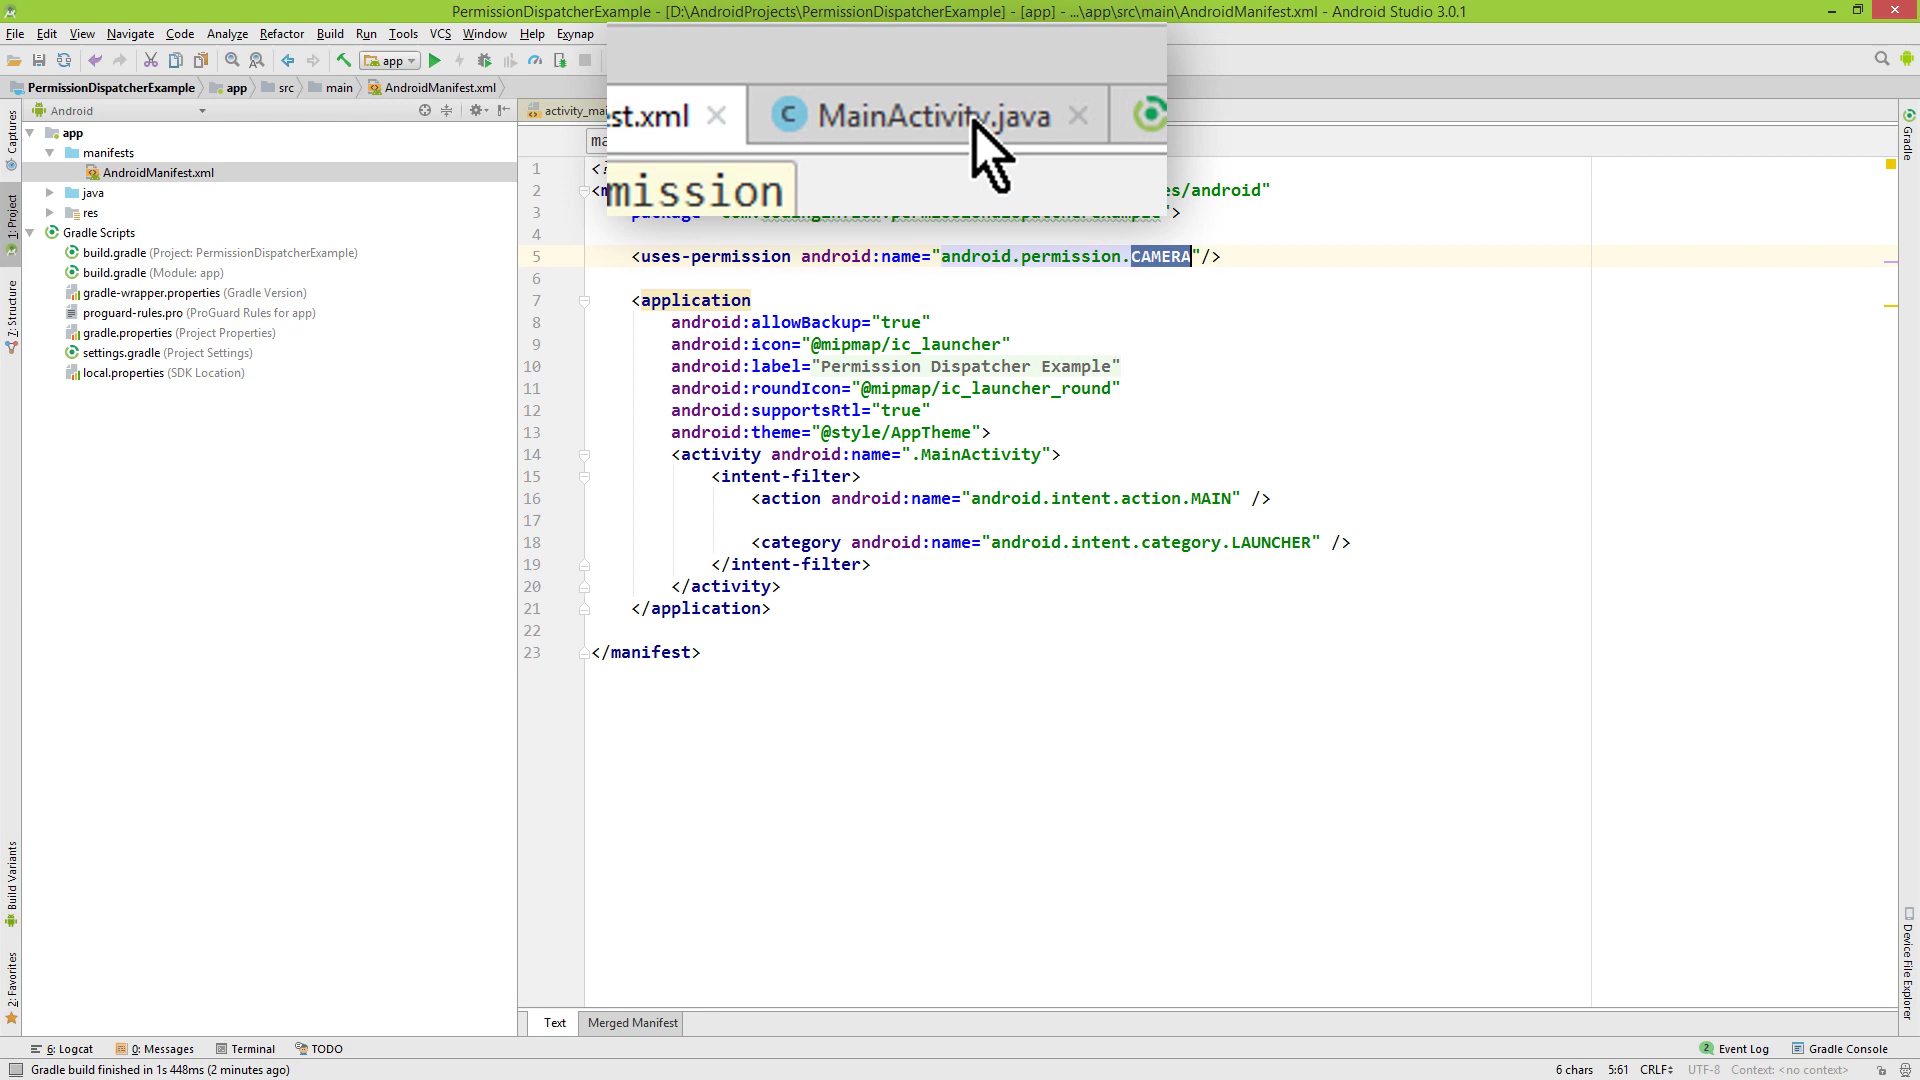 PermissionDispatcherExample - [D:\AndroidProjects\PermissionDispatcherExample] - [app] - ...\app\src\main\AndroidManifest.xml - Android Studio 3.0.1
File Edit View Navigate Code Analyze Refactor Build Run Tools VCS Window Help Exynap
app
PermissionDispatcherExample app src main AndroidManifest.xml
Android
activity_mai
st.xml MainActivity.java
mission
app
manifests
AndroidManifest.xml
java
res
Gradle Scripts
build.gradle (Project: PermissionDispatcherExample)
build.gradle (Module: app)
gradle-wrapper.properties (Gradle Version)
proguard-rules.pro (ProGuard Rules for app)
gradle.properties (Project Properties)
settings.gradle (Project Settings)
local.properties (SDK Location)
Captures
1: Project
7: Structure
Build Variants
2: Favorites
Gradle
Device File Explorer
ma
1 <?
2 <m s/android"
3 package="com.codinginflow.permissiondispatcherexample">
4
5 <uses-permission android:name="android.permission.CAMERA"/>
6
7 <application
8 android:allowBackup="true"
9 android:icon="@mipmap/ic_launcher"
10 android:label="Permission Dispatcher Example"
11 android:roundIcon="@mipmap/ic_launcher_round"
12 android:supportsRtl="true"
13 android:theme="@style/AppTheme">
14 <activity android:name=".MainActivity">
15 <intent-filter>
16 <action android:name="android.intent.action.MAIN" />
17
18 <category android:name="android.intent.category.LAUNCHER" />
19 </intent-filter>
20 </activity>
21 </application>
22
23 </manifest>
Text Merged Manifest
6: Logcat 0: Messages Terminal TODO
2 Event Log Gradle Console
Gradle build finished in 1s 448ms (2 minutes ago)
6 chars 5:61 CRLF UTF-8 Context: <no context>